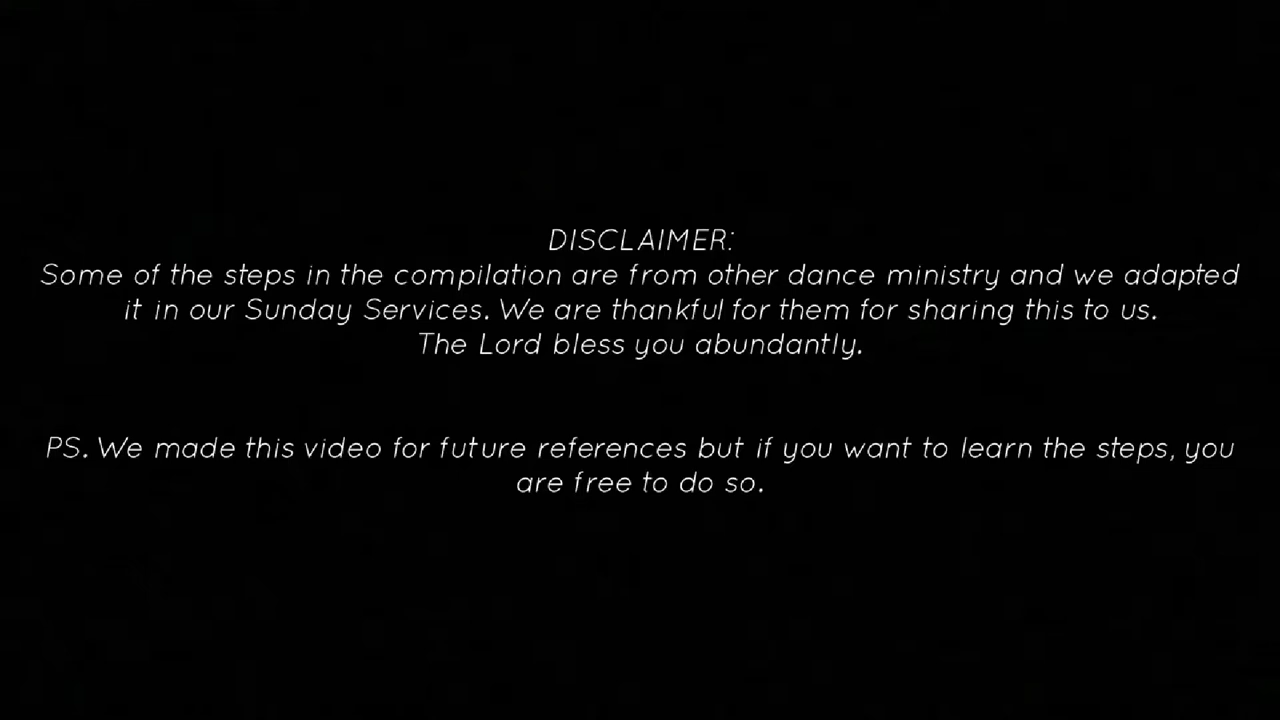 DISCLAIMER:
Some of the steps in the compilation are from other dance ministry and we adapted
it in our Sunday Services. We are thankful for them for sharing this to us.
The Lord bless you abundantly.
PS. We made this video for future references but if you want to learn the steps, you
are free to do so.